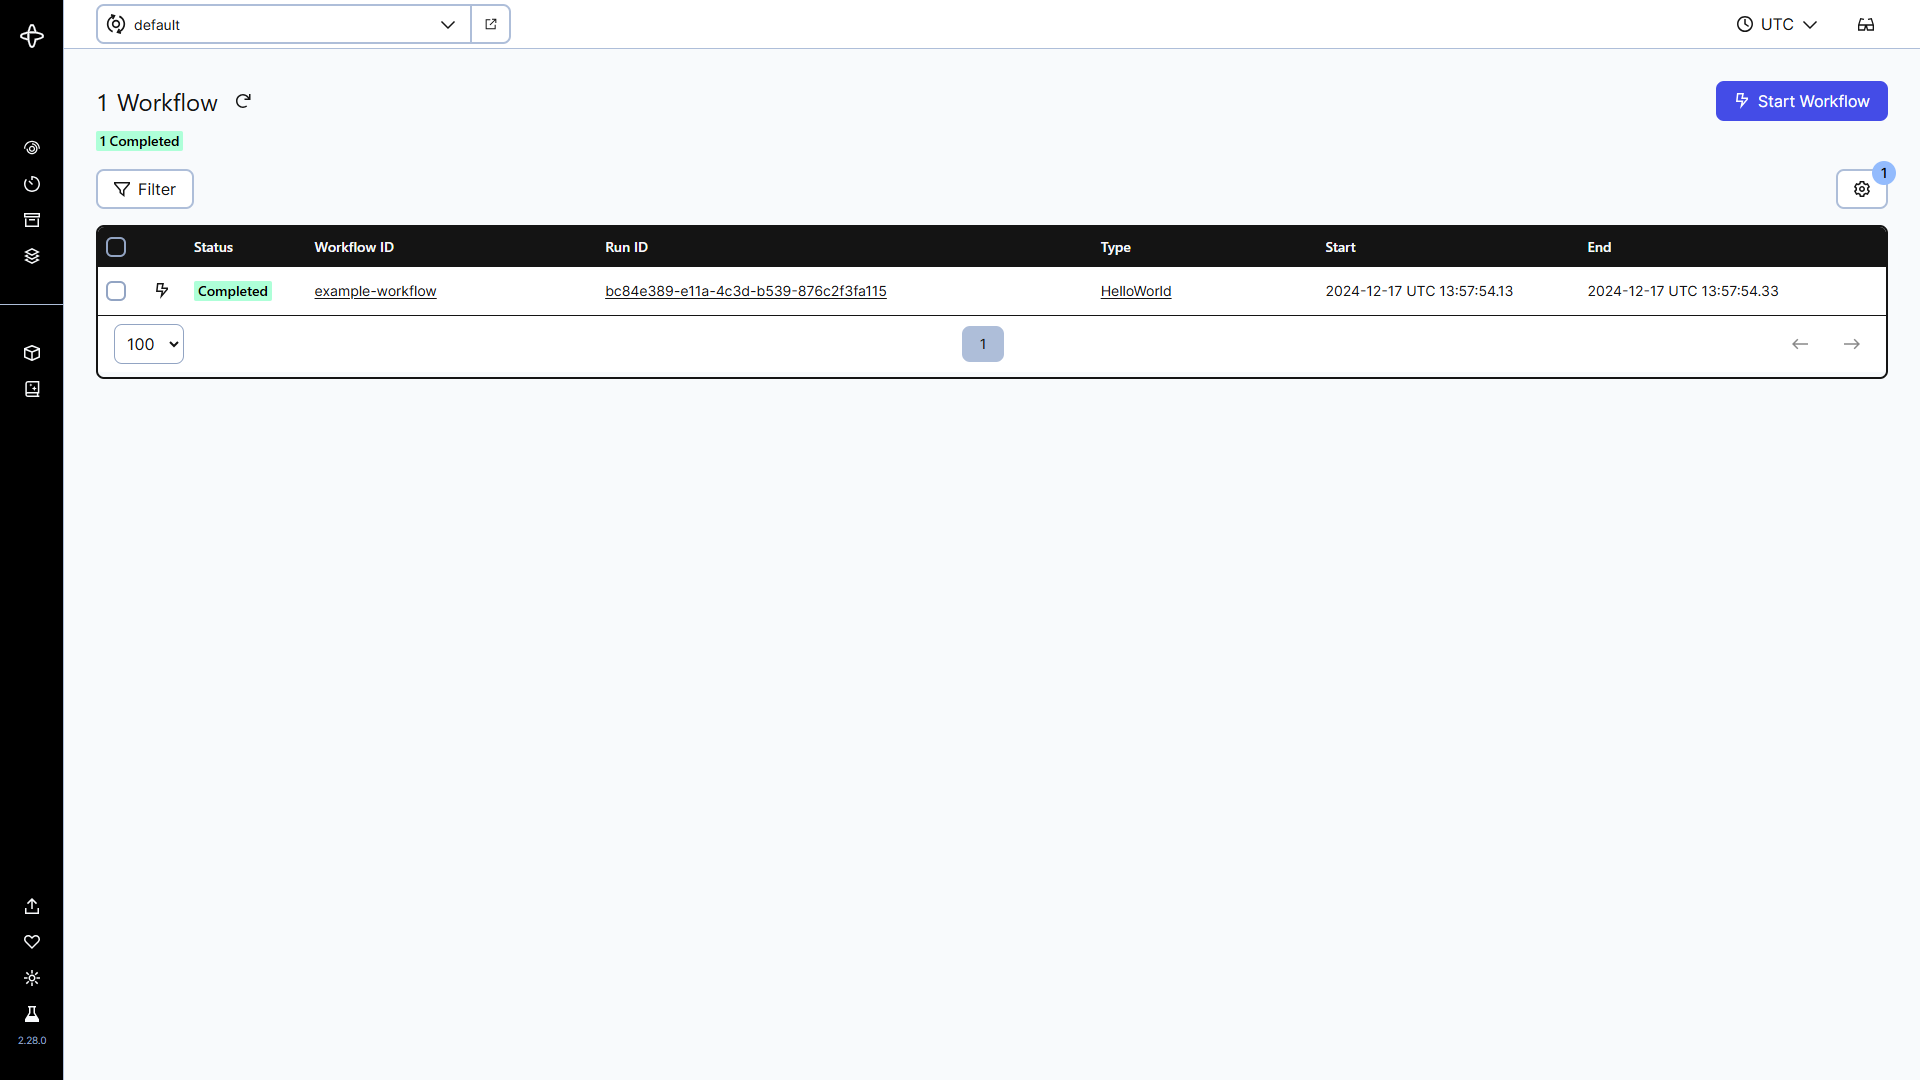 default
UTC
1 Workflow
Start Workflow
1 Completed
Filter
1
Status Workflow ID Run ID Type Start End
Completed example-workflow bc84e389-e11a-4c3d-b539-876c2f3fa115 HelloWorld 2024-12-17 UTC 13:57:54.13 2024-12-17 UTC 13:57:54.33
100 1
2.28.0